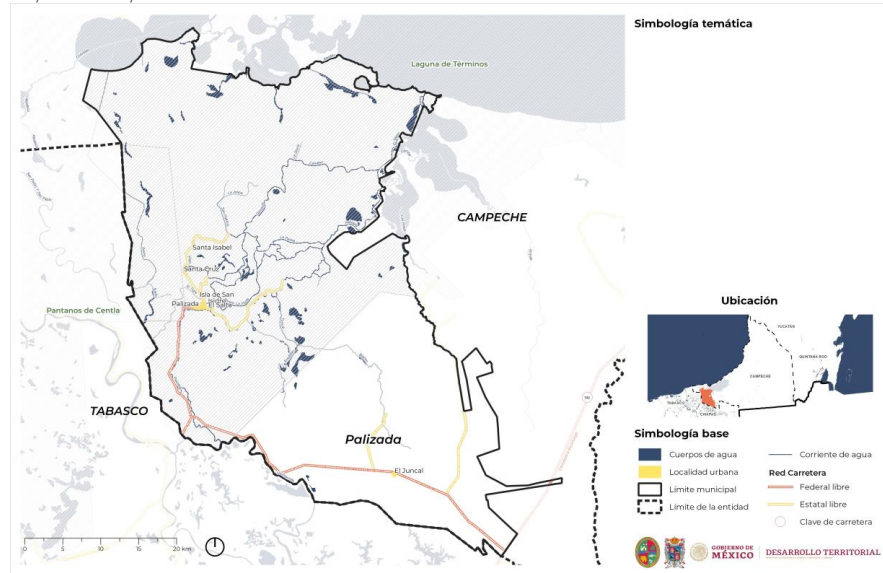 Simbología temática
Laguna de Términos
CAMPECHE
Santa Isabel
Santa Cruz
Isla de San
Isidro
Palizada
El Salto
Pantanos de Centla
TABASCO
Palizada
El Juncal
0 5 10 15 20 km
Ubicación
YUCATÁN
QUINTANA ROO
CAMPECHE
TABASCO
CHIAPAS
Simbología base
Cuerpos de agua
Localidad urbana
Límite municipal
Límite de la entidad
Corriente de agua
Red Carretera
Federal libre
Estatal libre
Clave de carretera
GOBIERNO DE
MÉXICO
DESARROLLO TERRITORIAL